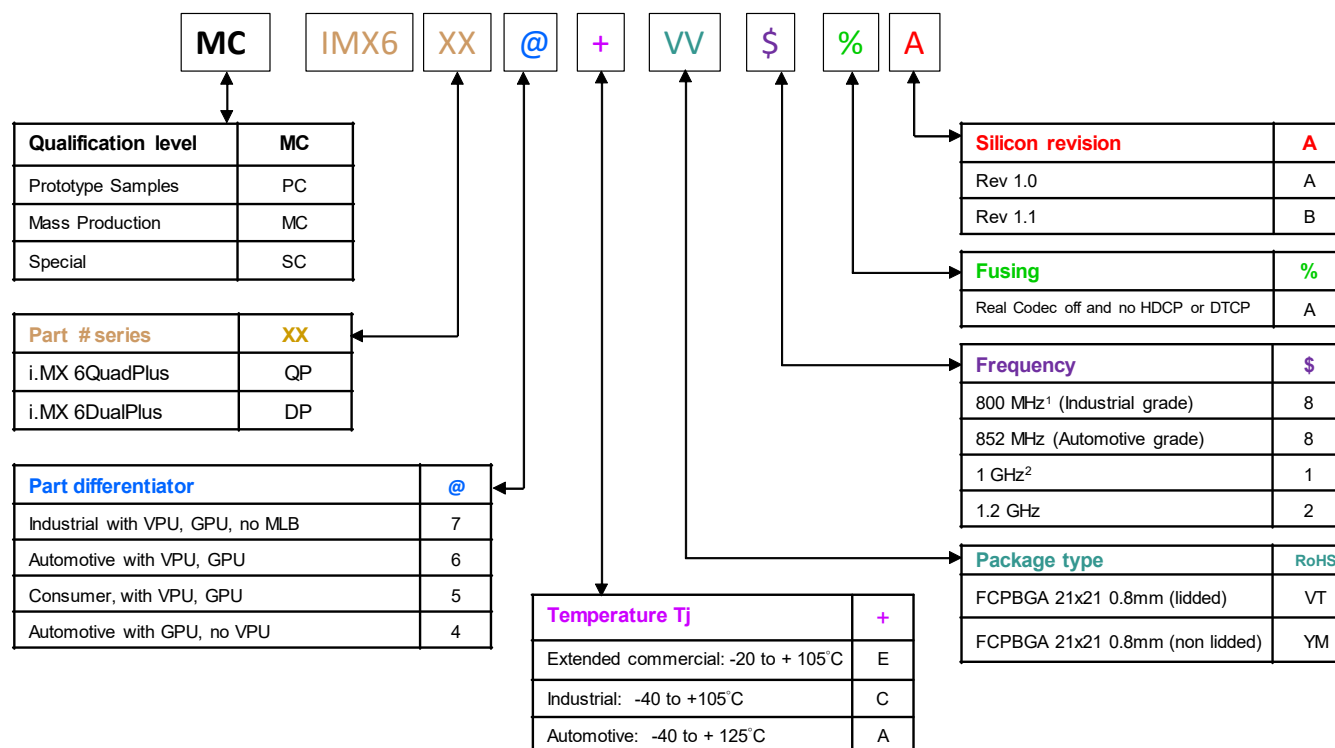 MC IMX6 XX @ + VV $ % A
Qualification level MC
Prototype Samples PC
Mass Production MC
Special SC
Part # series XX
i.MX 6QuadPlus QP
i.MX 6DualPlus DP
Part differentiator @
Industrial with VPU, GPU, no MLB 7
Automotive with VPU, GPU 6
Consumer, with VPU, GPU 5
Automotive with GPU, no VPU 4
Temperature Tj +
Extended commercial: -20 to + 105°C E
Industrial: -40 to +105°C C
Automotive: -40 to + 125°C A
Silicon revision A
Rev 1.0 A
Rev 1.1 B
Fusing %
Real Codec off and no HDCP or DTCP A
Frequency $
800 MHz¹ (Industrial grade) 8
852 MHz (Automotive grade) 8
1 GHz² 1
1.2 GHz 2
Package type RoHS
FCPBGA 21x21 0.8mm (lidded) VT
FCPBGA 21x21 0.8mm (non lidded) YM